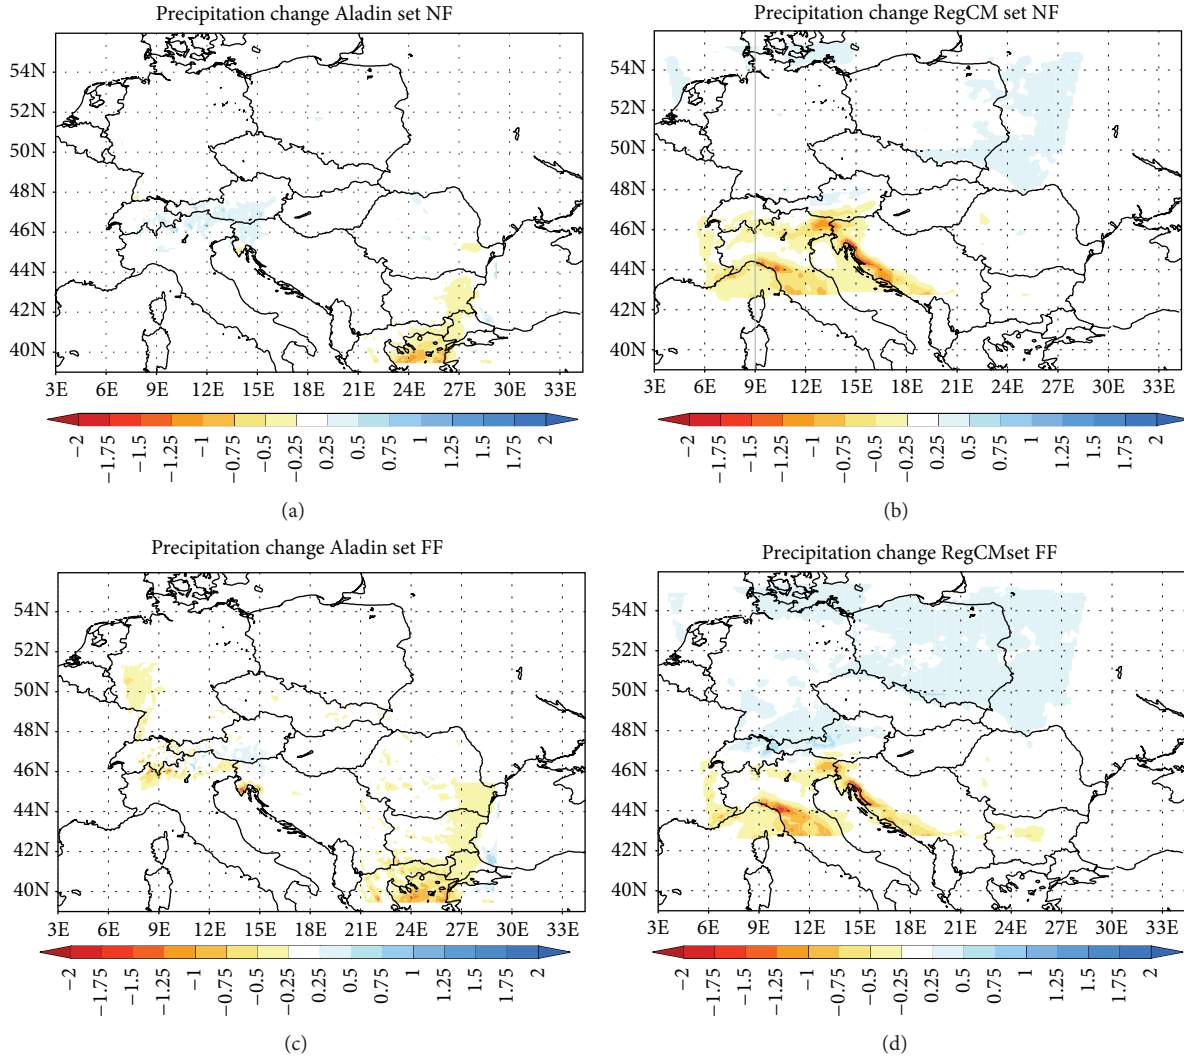 Precipitation change Aladin set NF
54N
52N
50N
48N
46N
44N
42N
40N
3E 6E 9E 12E 15E 18E 21E 24E 27E 30E 33E
−2 −1.75 −1.5 −1.25 −1 −0.75 −0.5 −0.25 0.25 0.5 0.75 1 1.25 1.5 1.75 2
(a)
Precipitation change RegCM set NF
54N
52N
50N
48N
46N
44N
42N
40N
3E 6E 9E 12E 15E 18E 21E 24E 27E 30E 33E
−2 −1.75 −1.5 −1.25 −1 −0.75 −0.5 −0.25 0.25 0.5 0.75 1 1.25 1.5 1.75 2
(b)
Precipitation change Aladin set FF
54N
52N
50N
48N
46N
44N
42N
40N
3E 6E 9E 12E 15E 18E 21E 24E 27E 30E 33E
−2 −1.75 −1.5 −1.25 −1 −0.75 −0.5 −0.25 0.25 0.5 0.75 1 1.25 1.5 1.75 2
(c)
Precipitation change RegCMset FF
54N
52N
50N
48N
46N
44N
42N
40N
3E 6E 9E 12E 15E 18E 21E 24E 27E 30E 33E
−2 −1.75 −1.5 −1.25 −1 −0.75 −0.5 −0.25 0.25 0.5 0.75 1 1.25 1.5 1.75 2
(d)